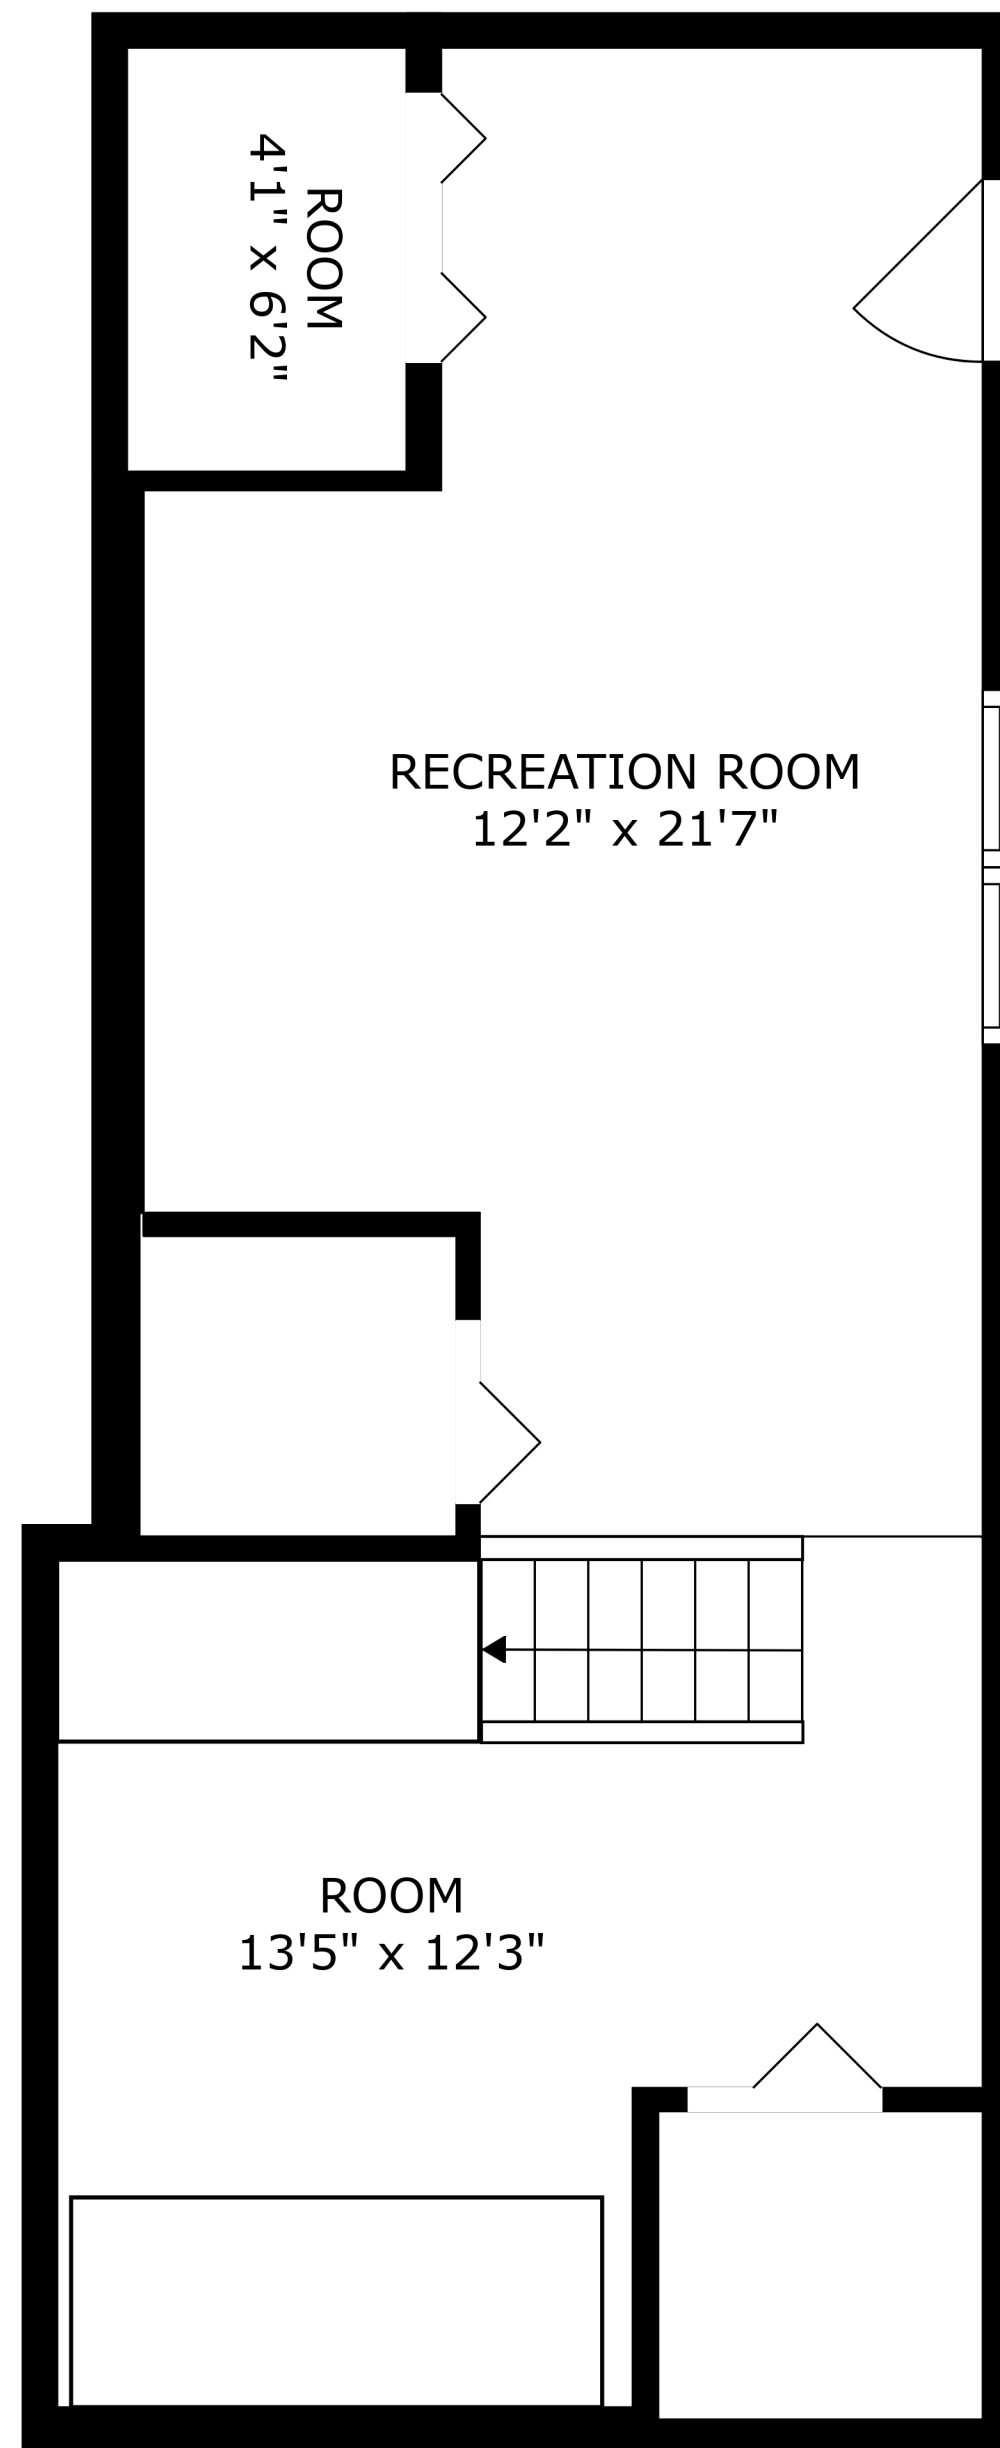 ROOM
4'1" x 6'2"
RECREATION ROOM
12'2" x 21'7"
ROOM
13'5" x 12'3"